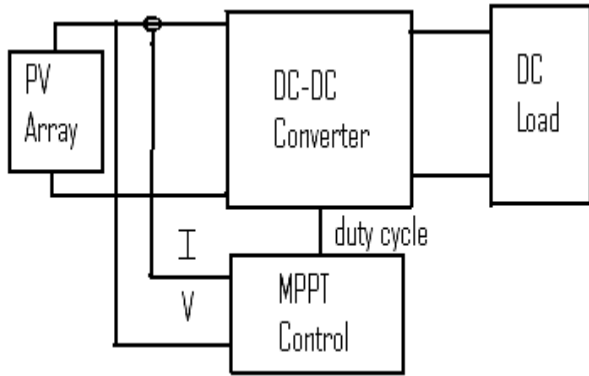 PV
Array
DC-DC
Converter
DC
Load
duty cycle
I
V
MPPT
Control